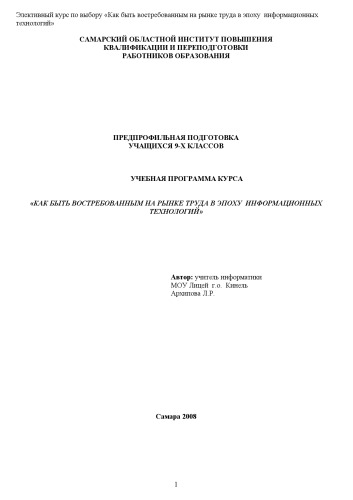 Элективный курс по выбору «Как быть востребованным на рынке труда в эпоху информационных
технологий»
САМАРСКИЙ ОБЛАСТНОЙ ИНСТИТУТ ПОВЫШЕНИЯ
КВАЛИФИКАЦИИ И ПЕРЕПОДГОТОВКИ
РАБОТНИКОВ ОБРАЗОВАНИЯ
ПРЕДПРОФИЛЬНАЯ ПОДГОТОВКА
УЧАЩИХСЯ 9-Х КЛАССОВ
УЧЕБНАЯ ПРОГРАММА КУРСА
«КАК БЫТЬ ВОСТРЕБОВАННЫМ НА РЫНКЕ ТРУДА В ЭПОХУ ИНФОРМАЦИОННЫХ
ТЕХНОЛОГИЙ»
Автор: учитель информатики
МОУ Лицей г.о. Кинель
Архипова Л.Р.
Самара 2008
1